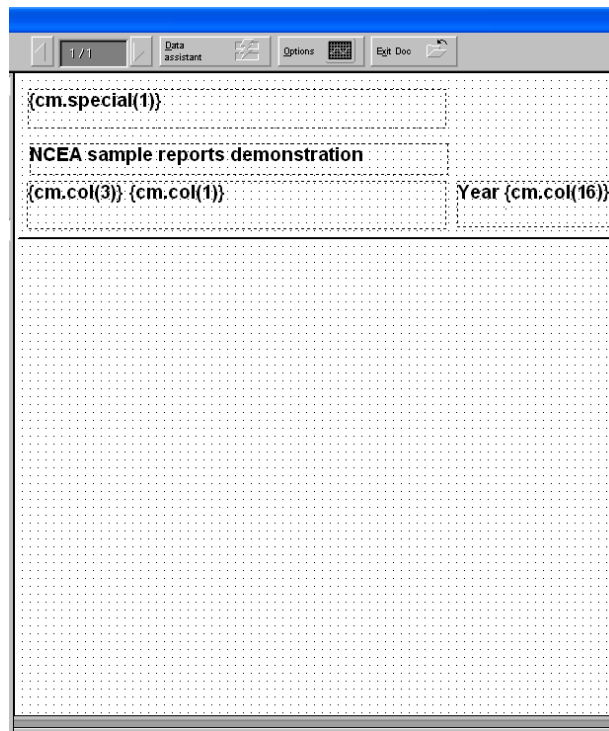 1/1
Data
assistant
Options
Exit Doc
{cm.special(1)}
NCEA sample reports demonstration
{cm.col(3)} {cm.col(1)}
Year {cm.col(16)}